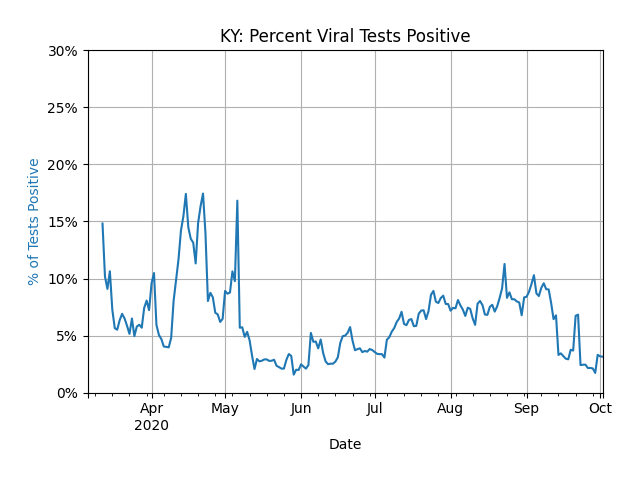 KY: Percent Viral Tests Positive
30%
25%
20%
15%
10%
5%
0%
% of Tests Positive
Apr May Jun Jul Aug Sep Oct
2020
Date